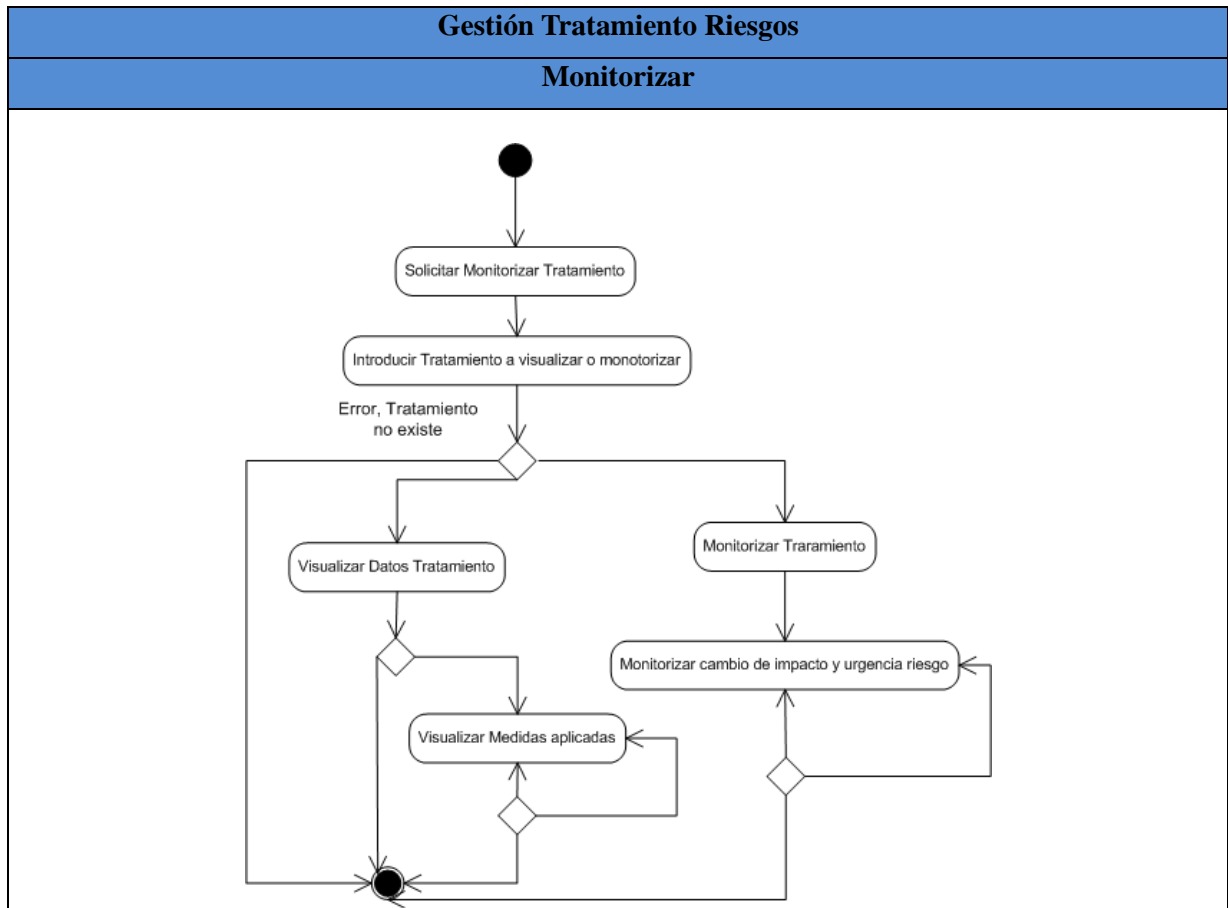 Gestión Tratamiento Riesgos
Monitorizar
Solicitar Monitorizar Tratamiento
Introducir Tratamiento a visualizar o monotorizar
Error, Tratamiento
no existe
Monitorizar Traramiento
Visualizar Datos Tratamiento
Monitorizar cambio de impacto y urgencia riesgo
Visualizar Medidas aplicadas